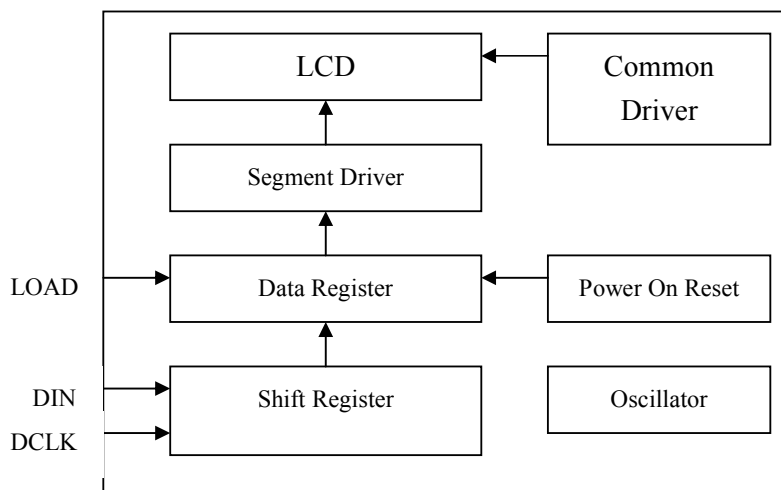 LCD
Common
Driver
Segment Driver
LOAD
Data Register
Power On Reset
DIN
Shift Register
Oscillator
DCLK